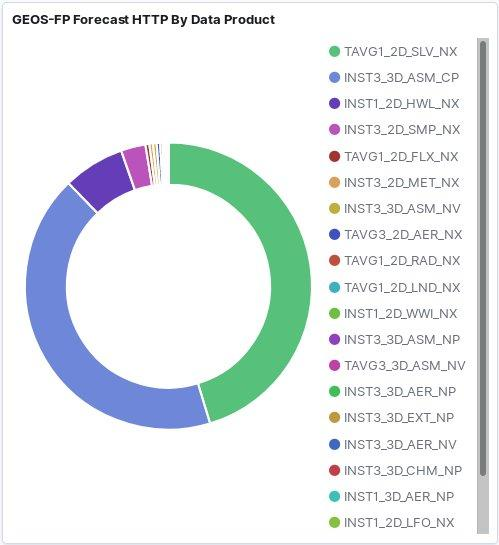 GEOS-FP Forecast HTTP By Data Product
TAVG1_2D_SLV_NX
INST3_3D_ASM_CP
INST1_2D_HWL_NX
INST3_2D_SMP_NX
TAVG1_2D_FLX_NX
INST3_2D_MET_NX
INST3_3D_ASM_NV
TAVG3_2D_AER_NX
TAVG1_2D_RAD_NX
TAVG1_2D_LND_NX
INST1_2D_WWI_NX
INST3_3D_ASM_NP
TAVG3_3D_ASM_NV
INST3_3D_AER_NP
INST3_3D_EXT_NP
INST3_3D_AER_NV
INST3_3D_CHM_NP
INST1_3D_AER_NP
INST1_2D_LFO_NX